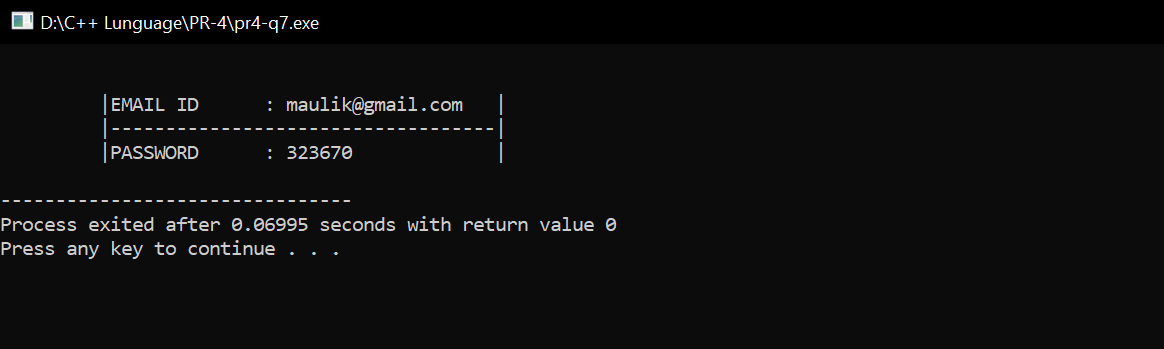 D:\C++ Lunguage\PR-4\pr4-q7.exe
|EMAIL ID      : maulik@gmail.com   |
|-----------------------------------|
|PASSWORD      : 323670             |
--------------------------------
Process exited after 0.06995 seconds with return value 0
Press any key to continue . . .